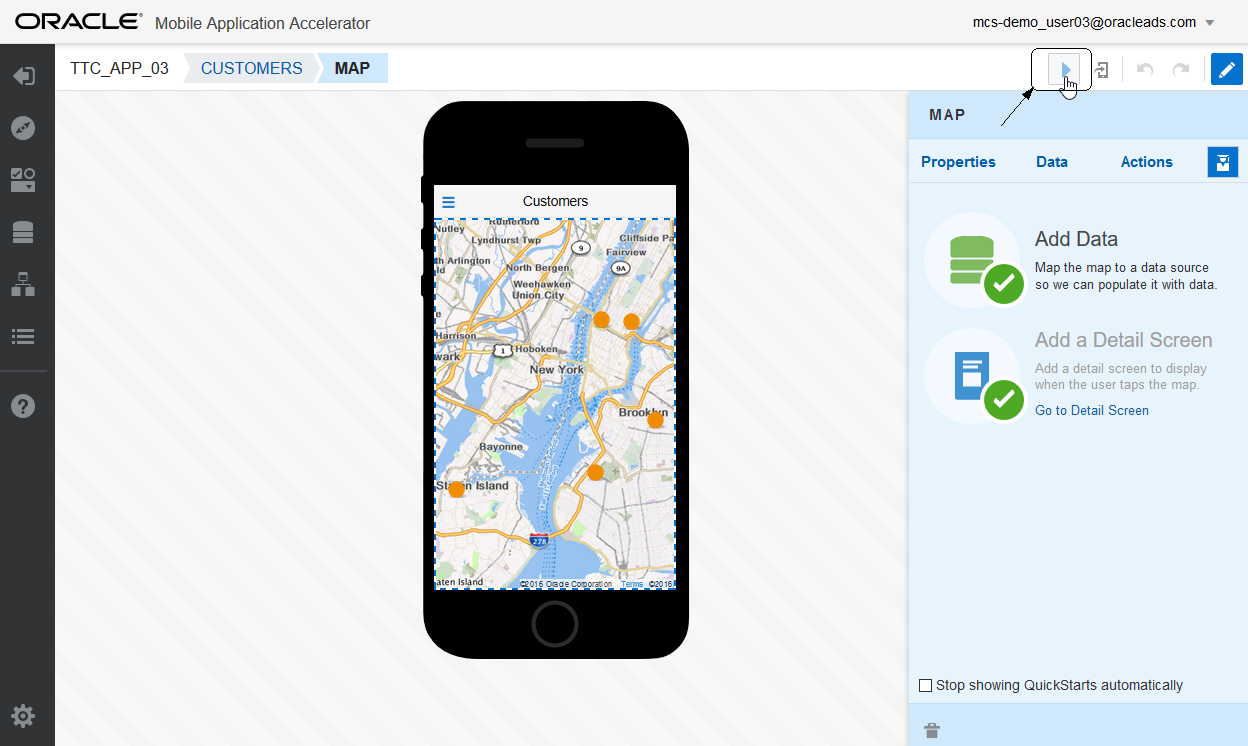 ORACLE Mobile Application Accelerator
mcs-demo_user03@oracleads.com
TTC_APP_03 CUSTOMERS MAP
MAP
Properties Data Actions
Add Data
Map the map to a data source
so we can populate it with data.
Add a Detail Screen
Add a detail screen to display
when the user taps the map.
Go to Detail Screen
Stop showing QuickStarts automatically
Customers
Rutherford
Nutley
Lyndhurst Twp
9
Cliffside Pa
Fairview
th Arlington
North Bergen
9A
Weehawken
Union City
Harrison
1
Hoboken
wark
New York
Brooklyn
Bayonne
Staten Island
278
aten Island
©2016 Oracle Corporation Terms ©2016